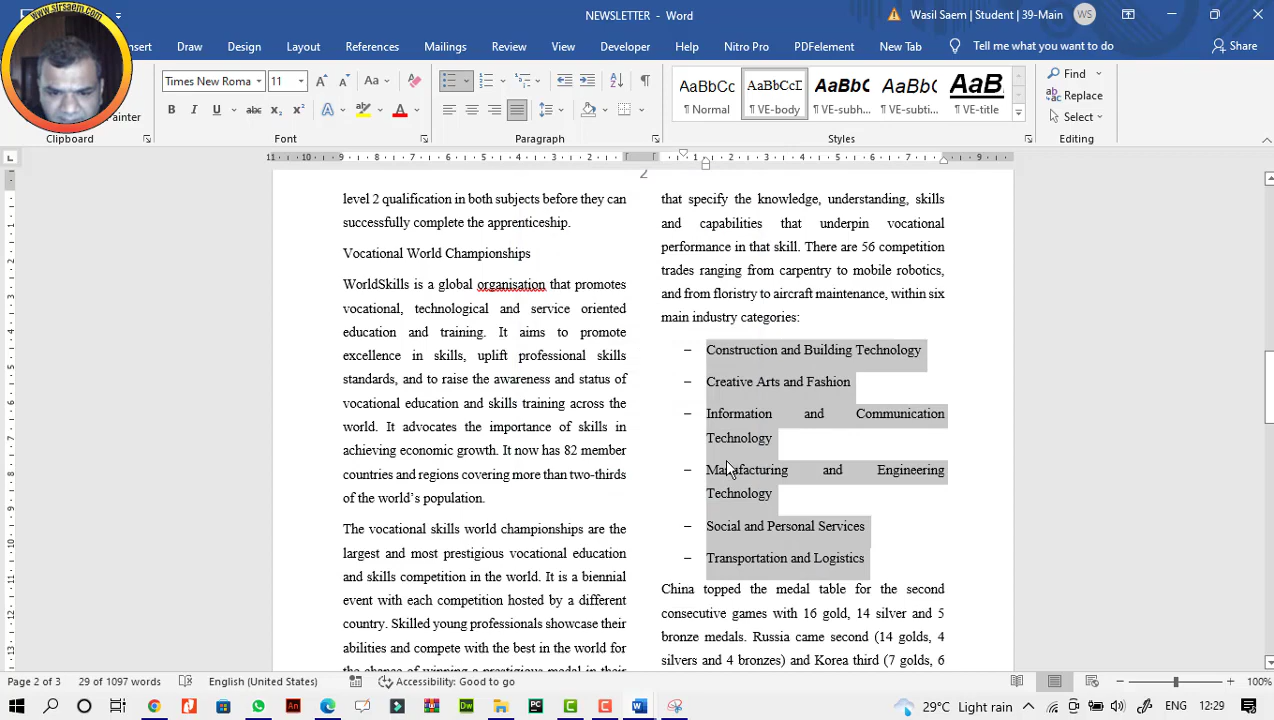 www.sirsaem.com
NEWSLETTER - Word
Wasil Saem | Student | 39-Main
WS
Draw
Design
Layout
References
Mailings
Review
View
Developer
Help
Nitro Pro
PDFelement
New Tab
Tell me what you want to do
Share
Times New Roma
11
AaBbCc
AaBbCcD
AaBbC
AaBbC
AaB
Find
Replace
Select
¶ Normal
¶ VE-body
¶ VE-subh...
¶ VE-subti...
¶ VE-title
Clipboard
Font
Paragraph
Styles
Editing
2
level 2 qualification in both subjects before they can
successfully complete the apprenticeship.
Vocational World Championships
WorldSkills is a global organisation that promotes
vocational, technological and service oriented
education and training. It aims to promote
excellence in skills, uplift professional skills
standards, and to raise the awareness and status of
vocational education and skills training across the
world. It advocates the importance of skills in
achieving economic growth. It now has 82 member
countries and regions covering more than two-thirds
of the world’s population.
The vocational skills world championships are the
largest and most prestigious vocational education
and skills competition in the world. It is a biennial
event with each competition hosted by a different
country. Skilled young professionals showcase their
abilities and compete with the best in the world for
the chance of winning a prestigious medal in their
that specify the knowledge, understanding, skills
and capabilities that underpin vocational
performance in that skill. There are 56 competition
trades ranging from carpentry to mobile robotics,
and from floristry to aircraft maintenance, within six
main industry categories:
– Construction and Building Technology
– Creative Arts and Fashion
– Information and Communication
Technology
– Manufacturing and Engineering
Technology
– Social and Personal Services
– Transportation and Logistics
China topped the medal table for the second
consecutive games with 16 gold, 14 silver and 5
bronze medals. Russia came second (14 golds, 4
silvers and 4 bronzes) and Korea third (7 golds, 6
Page 2 of 3
29 of 1097 words
English (United States)
Accessibility: Good to go
100%
29°C Light rain
ENG
12:29